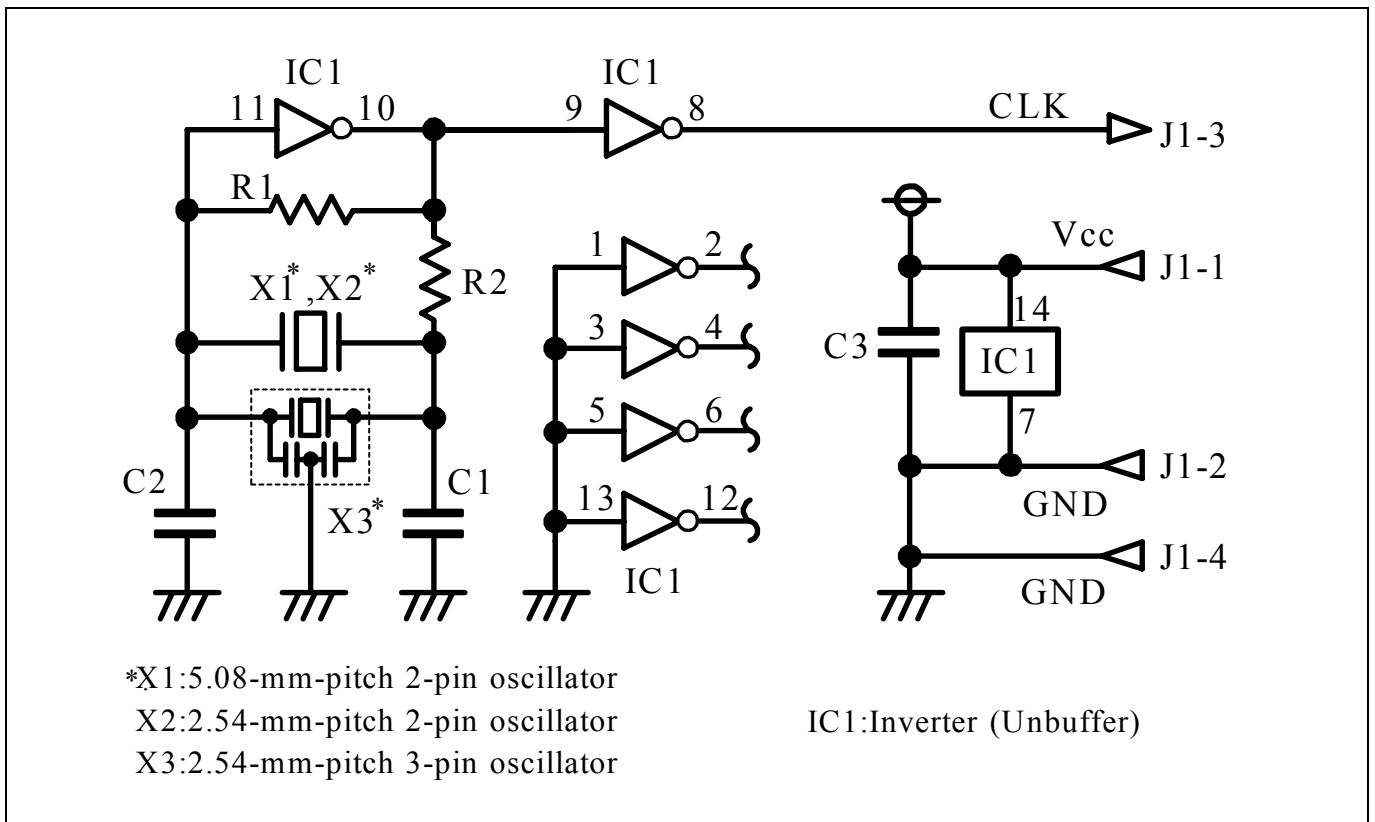 IC1
IC1
11
10
9
8
CLK
J1-3
R1
1
2
Vcc
J1-1
X1*,X2*
R2
3
4
14
C3
IC1
5
6
7
C2
C1
J1-2
X3*
13
12
GND
IC1
J1-4
GND
*X1:5.08-mm-pitch 2-pin oscillator
X2:2.54-mm-pitch 2-pin oscillator
IC1:Inverter (Unbuffer)
X3:2.54-mm-pitch 3-pin oscillator